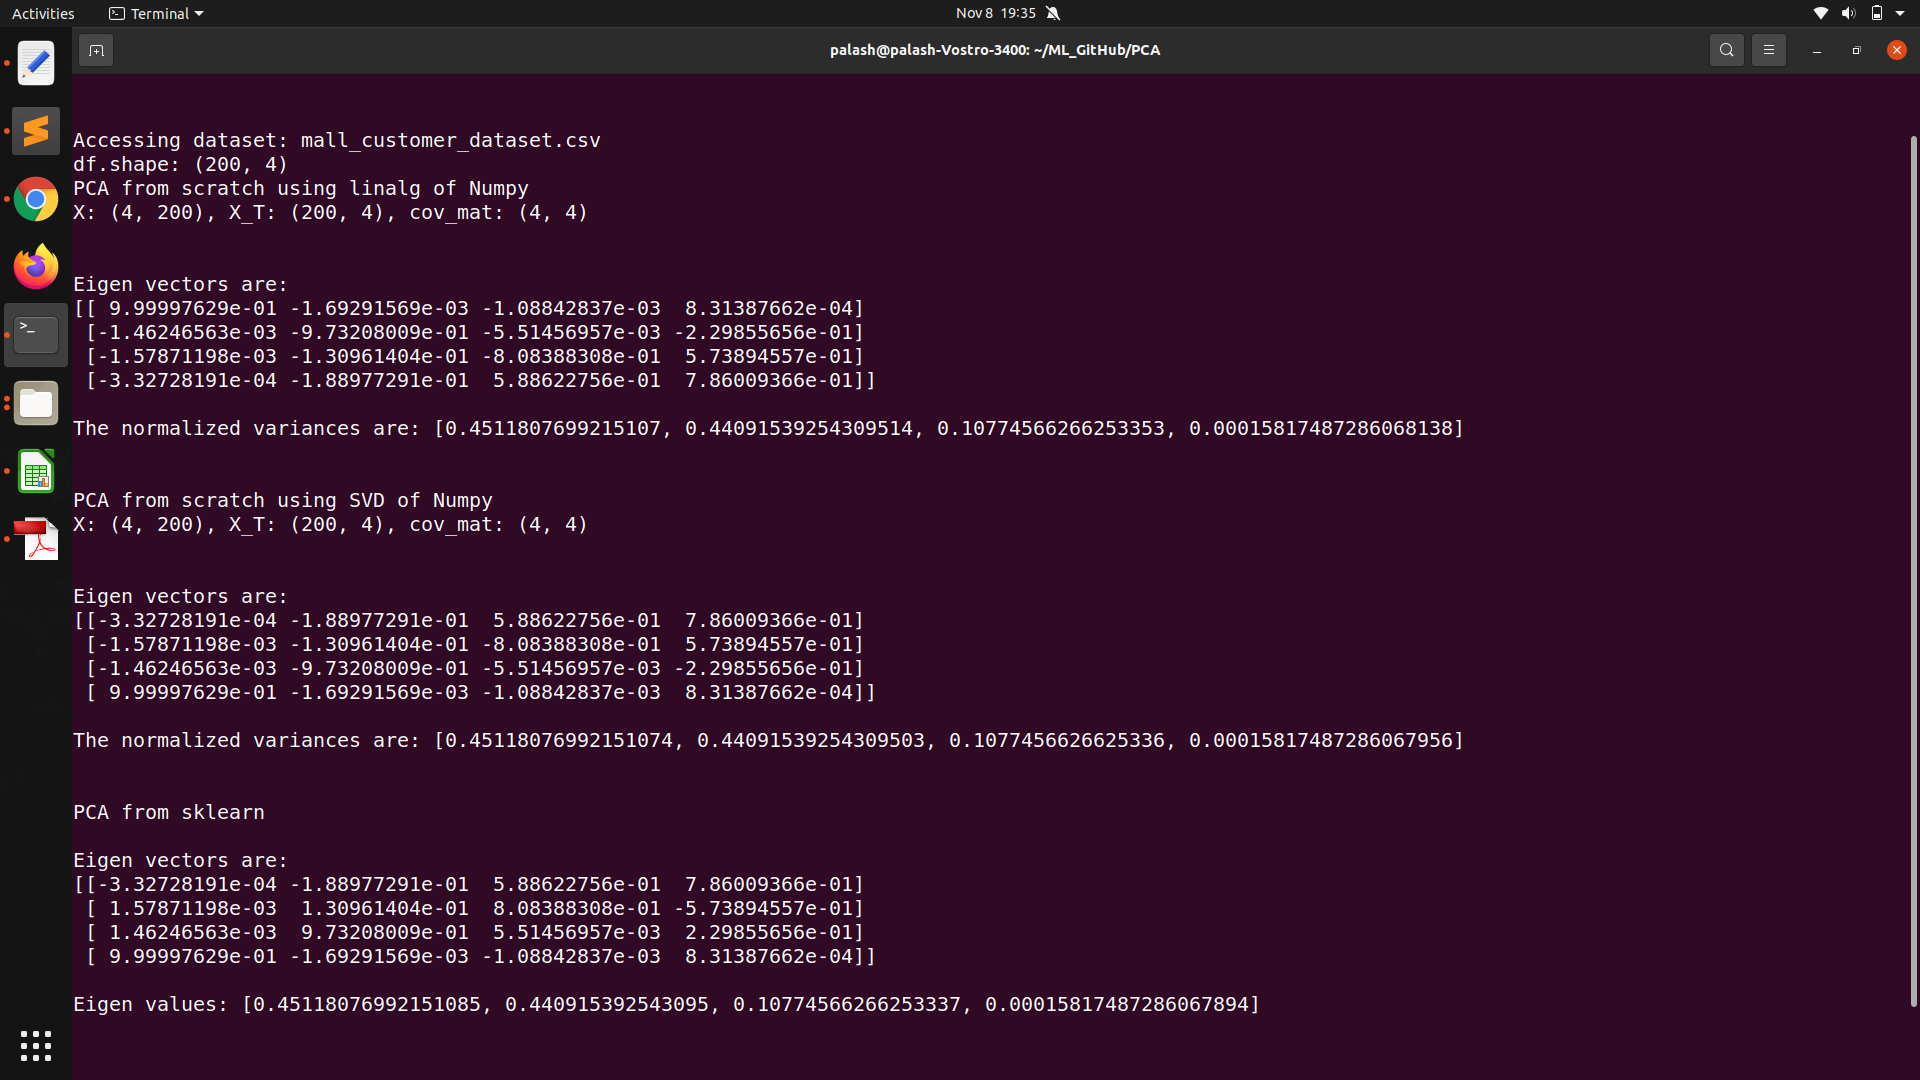 Activities Terminal Nov 8 19:35
palash@palash-Vostro-3400: ~/ML_GitHub/PCA
Accessing dataset: mall_customer_dataset.csv
df.shape: (200, 4)
PCA from scratch using linalg of Numpy
X: (4, 200), X_T: (200, 4), cov_mat: (4, 4)
Eigen vectors are:
[[ 9.99997629e-01 -1.69291569e-03 -1.08842837e-03  8.31387662e-04]
 [-1.46246563e-03 -9.73208009e-01 -5.51456957e-03 -2.29855656e-01]
 [-1.57871198e-03 -1.30961404e-01 -8.08388308e-01  5.73894557e-01]
 [-3.32728191e-04 -1.88977291e-01  5.88622756e-01  7.86009366e-01]]
The normalized variances are: [0.4511807699215107, 0.44091539254309514, 0.10774566266253353, 0.00015817487286068138]
PCA from scratch using SVD of Numpy
X: (4, 200), X_T: (200, 4), cov_mat: (4, 4)
Eigen vectors are:
[[-3.32728191e-04 -1.88977291e-01  5.88622756e-01  7.86009366e-01]
 [-1.57871198e-03 -1.30961404e-01 -8.08388308e-01  5.73894557e-01]
 [-1.46246563e-03 -9.73208009e-01 -5.51456957e-03 -2.29855656e-01]
 [ 9.99997629e-01 -1.69291569e-03 -1.08842837e-03  8.31387662e-04]]
The normalized variances are: [0.45118076992151074, 0.44091539254309503, 0.1077456626625336, 0.00015817487286067956]
PCA from sklearn
Eigen vectors are:
[[-3.32728191e-04 -1.88977291e-01  5.88622756e-01  7.86009366e-01]
 [ 1.57871198e-03  1.30961404e-01  8.08388308e-01 -5.73894557e-01]
 [ 1.46246563e-03  9.73208009e-01  5.51456957e-03  2.29855656e-01]
 [ 9.99997629e-01 -1.69291569e-03 -1.08842837e-03  8.31387662e-04]]
Eigen values: [0.45118076992151085, 0.440915392543095, 0.10774566266253337, 0.00015817487286067894]